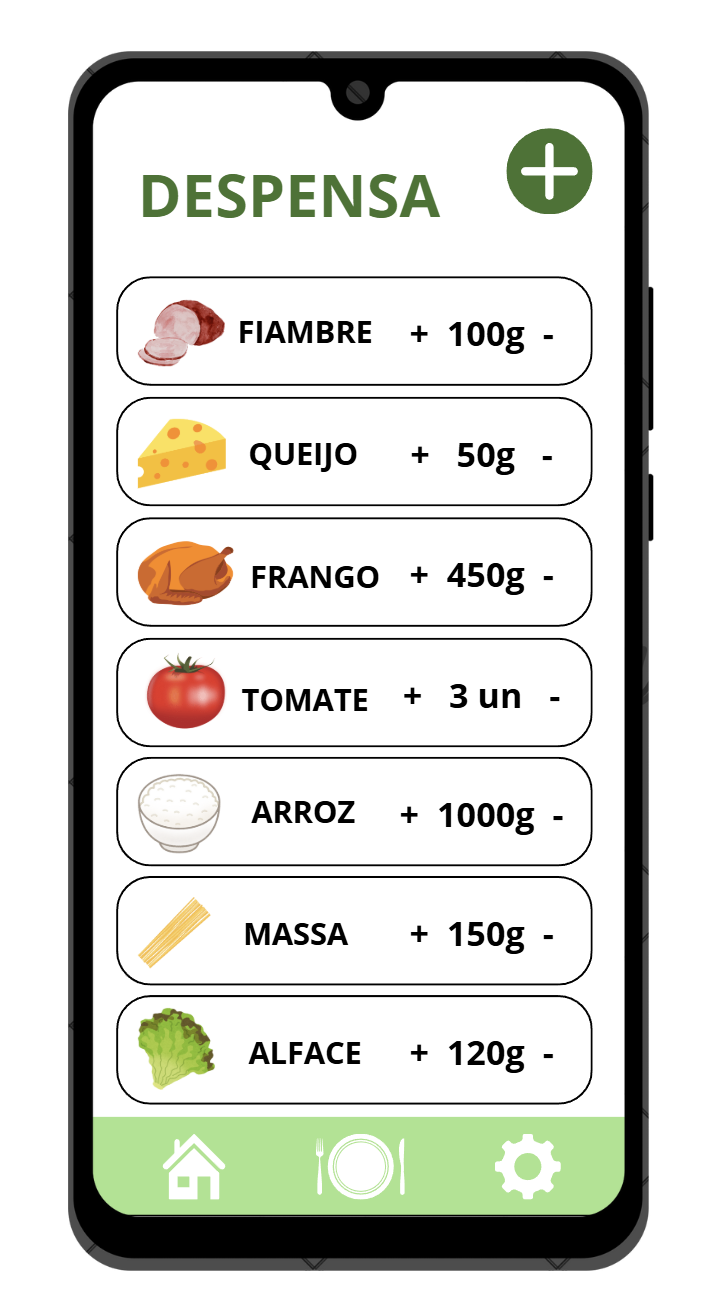 DESPENSA
FIAMBRE + 100g -
QUEIJO + 50g -
FRANGO + 450g -
TOMATE + 3 un -
ARROZ + 1000g -
MASSA + 150g -
ALFACE + 120g -